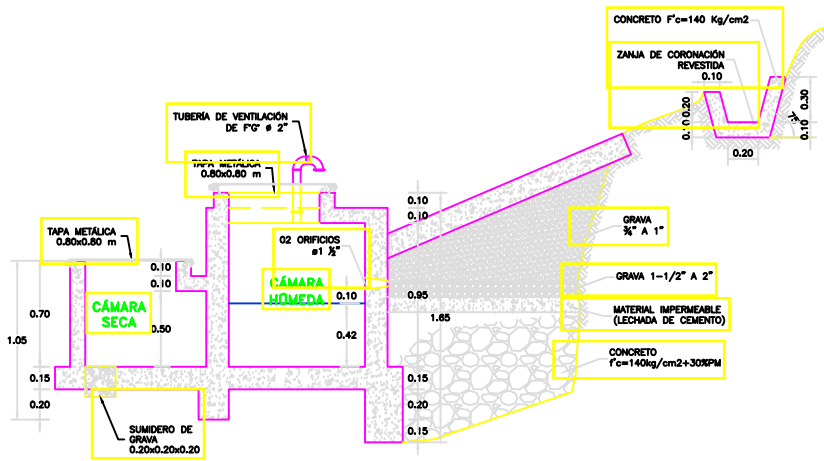 CONCRETO F'c=140 Kg/cm2
ZANJA DE CORONACIÓN
REVESTIDA
0.10
0.20
0.10
0.30
0.10
75°
0.20
TUBERÍA DE VENTILACIÓN
DE F'G' ø 2"
TAPA METÁLICA
0.80x0.80 m
TAPA METÁLICA
0.80x0.80 m
02 ORIFICIOS
ø1 ½"
CÁMARA
HÚMEDA
CÁMARA
SECA
0.10
0.10
0.50
0.70
1.05
0.15
0.20
0.10
0.42
0.10
0.10
0.95
1.65
0.15
0.20
0.15
GRAVA
¾" A 1"
GRAVA 1-1/2" A 2"
MATERIAL IMPERMEABLE
(LECHADA DE CEMENTO)
CONCRETO
f'c=140kg/cm2+30%PM
SUMIDERO DE
GRAVA
0.20x0.20x0.20